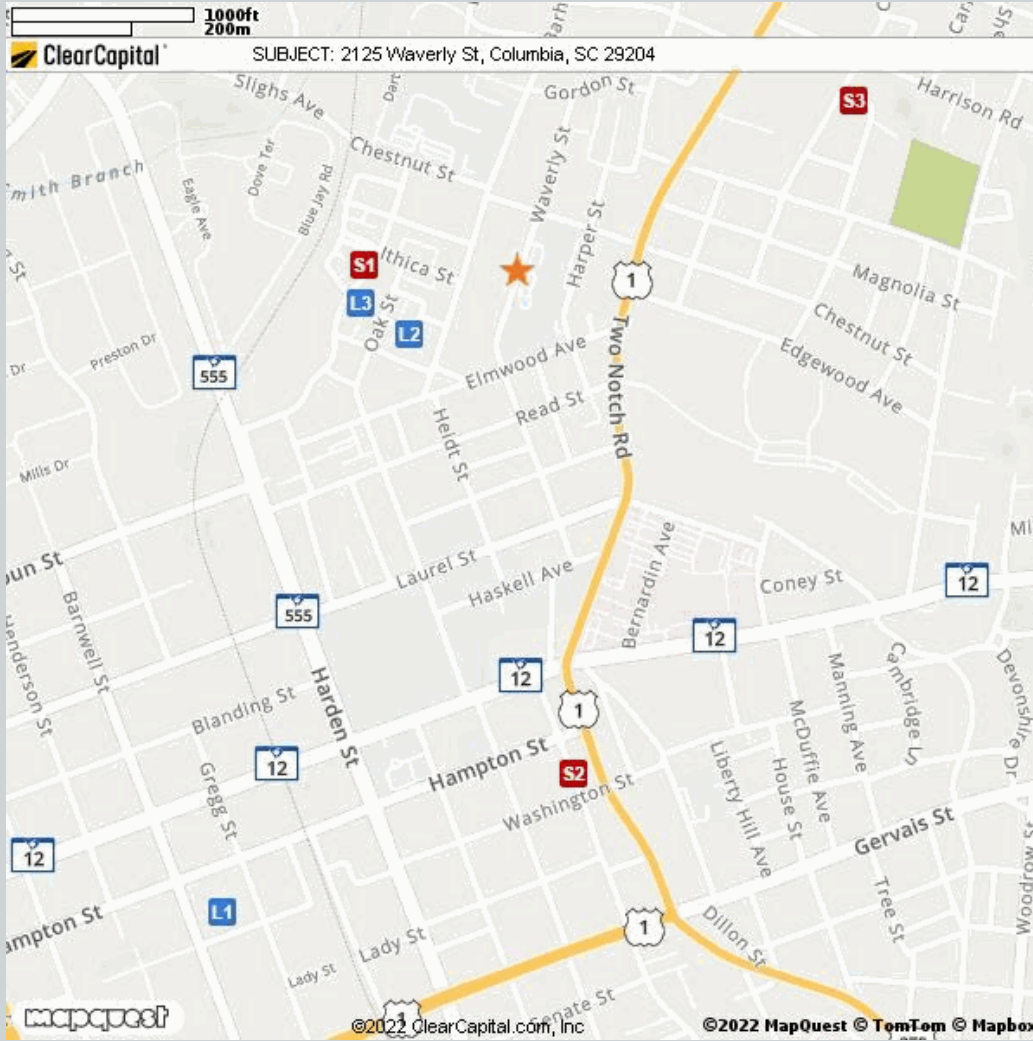 1000ft
200m
ClearCapital
SUBJECT: 2125 Waverly St, Columbia, SC 29204
Slighs Ave
Gordon St
S3
Harrison Rd
Chestnut St
Waverly St
Smith Branch
Dove Ter
Eagle Ave
Blue Jay Rd
Harper St
S1
Ithica St
1
Magnolia St
L3
Oak St
L2
Chestnut St
Preston Dr
Elmwood Ave
Two Notch Rd
Edgewood Ave
555
Read St
Heidt St
Mills Dr
Laurel St
Haskell Ave
Bernardin Ave
Coney St
12
555
Barnwell St
Henderson St
12
12
Harden St
Blanding St
1
Manning Ave
Cambridge Ls
Devonshire Dr
McDuffie Ave
House St
Liberty Hill Ave
12
Gregg St
Hampton St
S2
Washington St
Gervais St
12
L1
Hampton St
Tree St
1
Dillon St
Lady St
Lady St
Senate St
1
mapquest
©2022 ClearCapital.com, Inc
©2022 MapQuest © TomTom © Mapbox